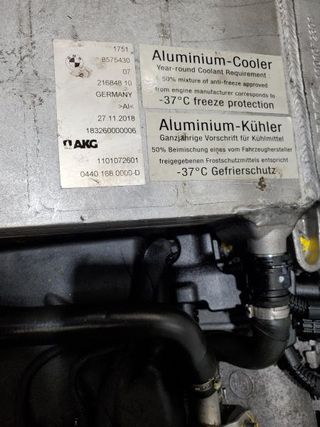 1751
8575430
07
216848 10
GERMANY
>Al<
27.11.2018
183260000006
AKG
1101072601
0440 168 0000-D
Aluminium-Cooler
Year-round Coolant Requirement
50% mixture of anti-freeze approved
from engine manufacturer corresponds to
-37°C freeze protection
Aluminium-Kühler
Ganzjährige Vorschrift für Kühlmittel
50% Beimischung eines vom Fahrzeughersteller
freigegebenen Frostschutzmittels entspricht
-37°C Gefrierschutz